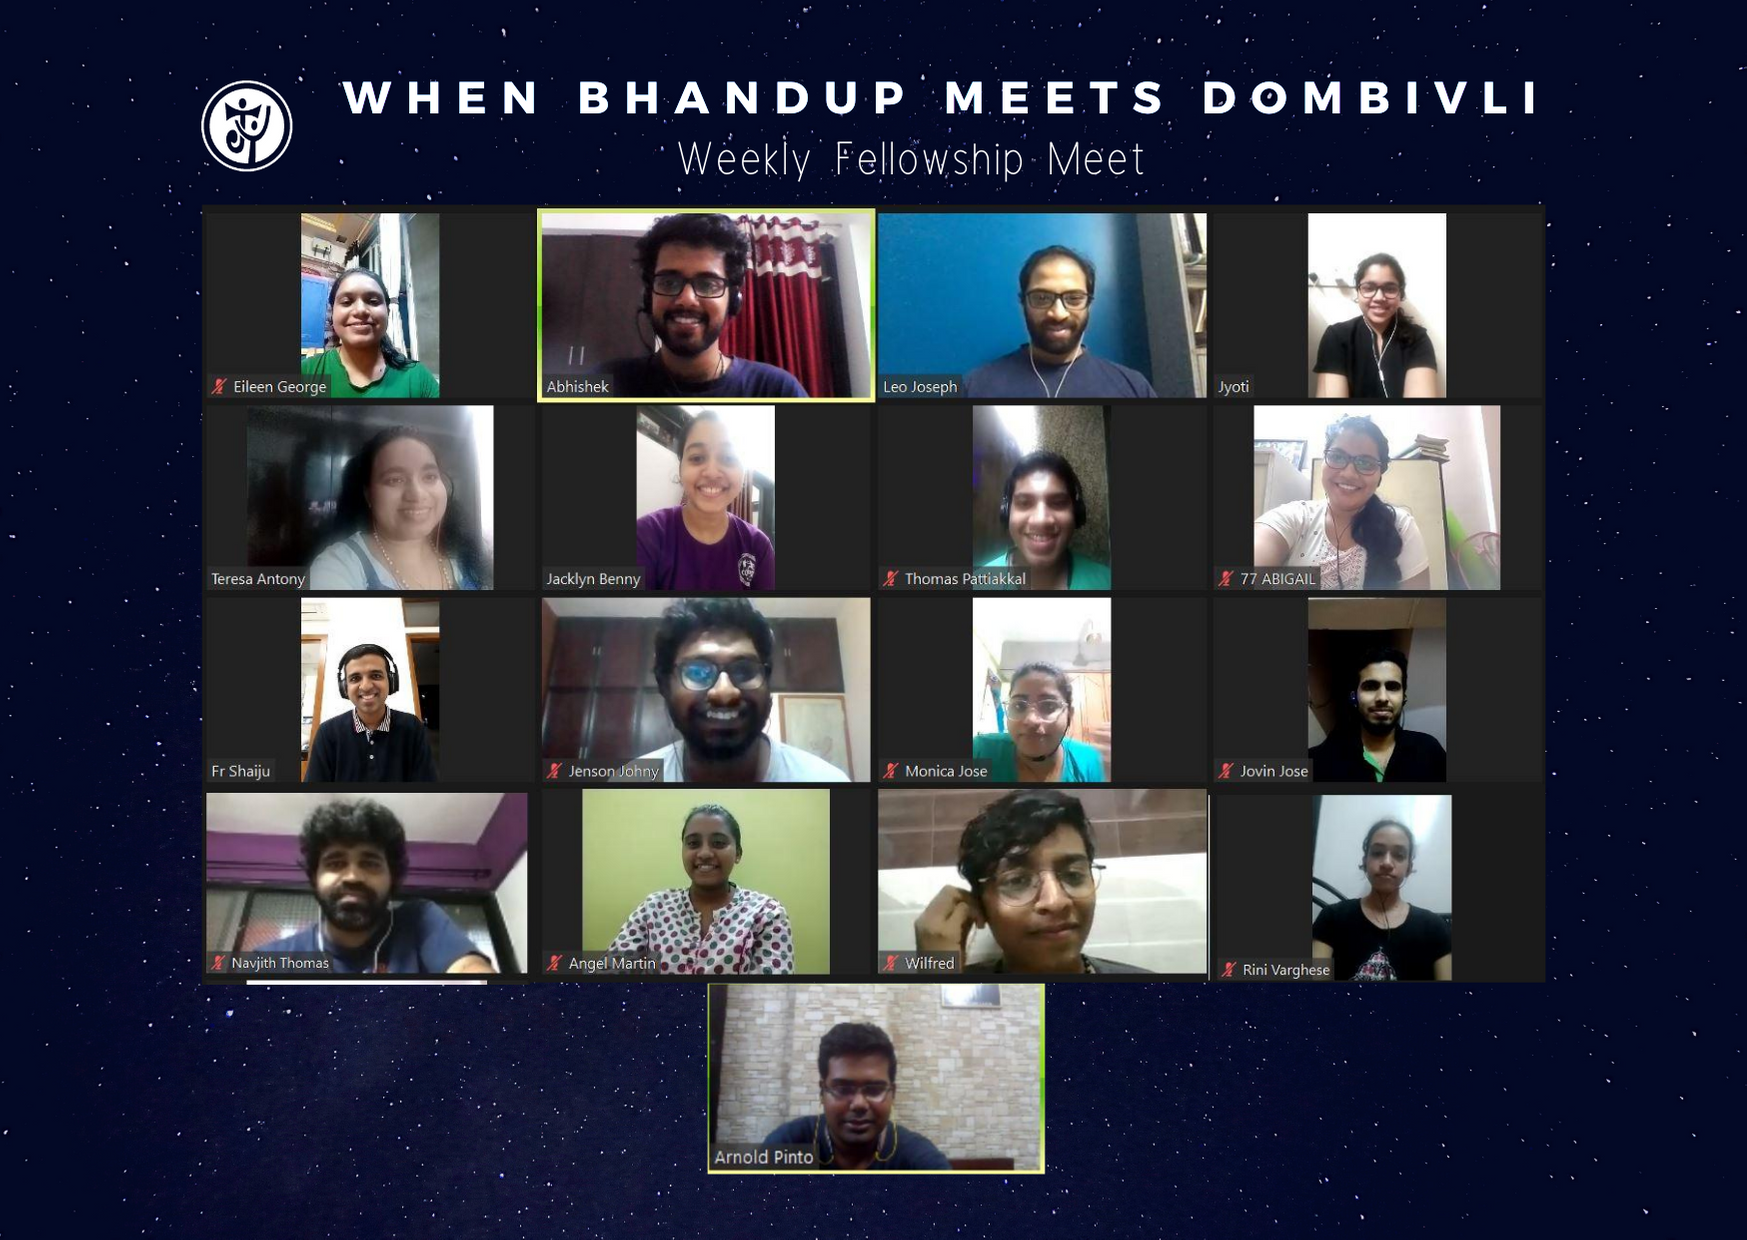 WHEN BHANDUP MEETS DOMBIVLI
Weekly Fellowship Meet
Eileen George
Abhishek
Leo Joseph
Jyoti
Teresa Antony
Jacklyn Benny
Thomas Pattiakkal
77 ABIGAIL
Fr Shaiju
Jenson Johny
Monica Jose
Jovin Jose
Navjith Thomas
Angel Martin
Wilfred
Rini Varghese
Arnold Pinto